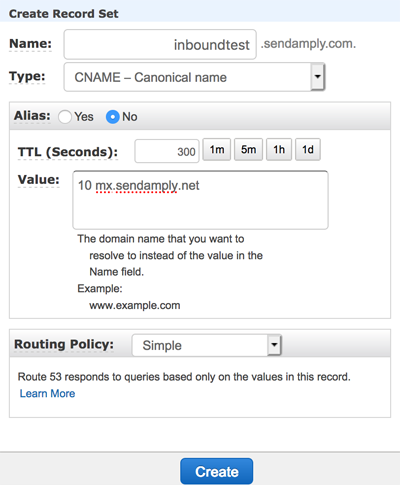 Create Record Set
Name: inboundtest .sendamply.com.
Type: CNAME – Canonical name
Alias: Yes No
TTL (Seconds): 300 1m 5m 1h 1d
Value: 10 mx.sendamply.net
The domain name that you want to
resolve to instead of the value in the
Name field.
Example:
www.example.com
Routing Policy: Simple
Route 53 responds to queries based only on the values in this record.
Learn More
Create